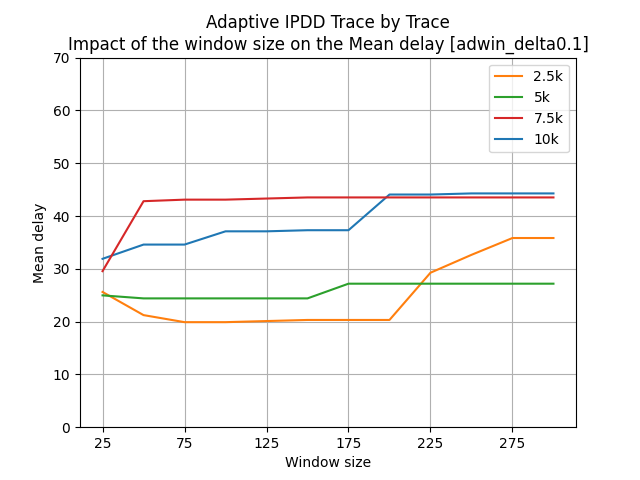 Adaptive IPDD Trace by Trace
Impact of the window size on the Mean delay [adwin_delta0.1]
70
60
50
40
30
20
10
0
Mean delay
2.5k
5k
7.5k
10k
25 75 125 175 225 275
Window size